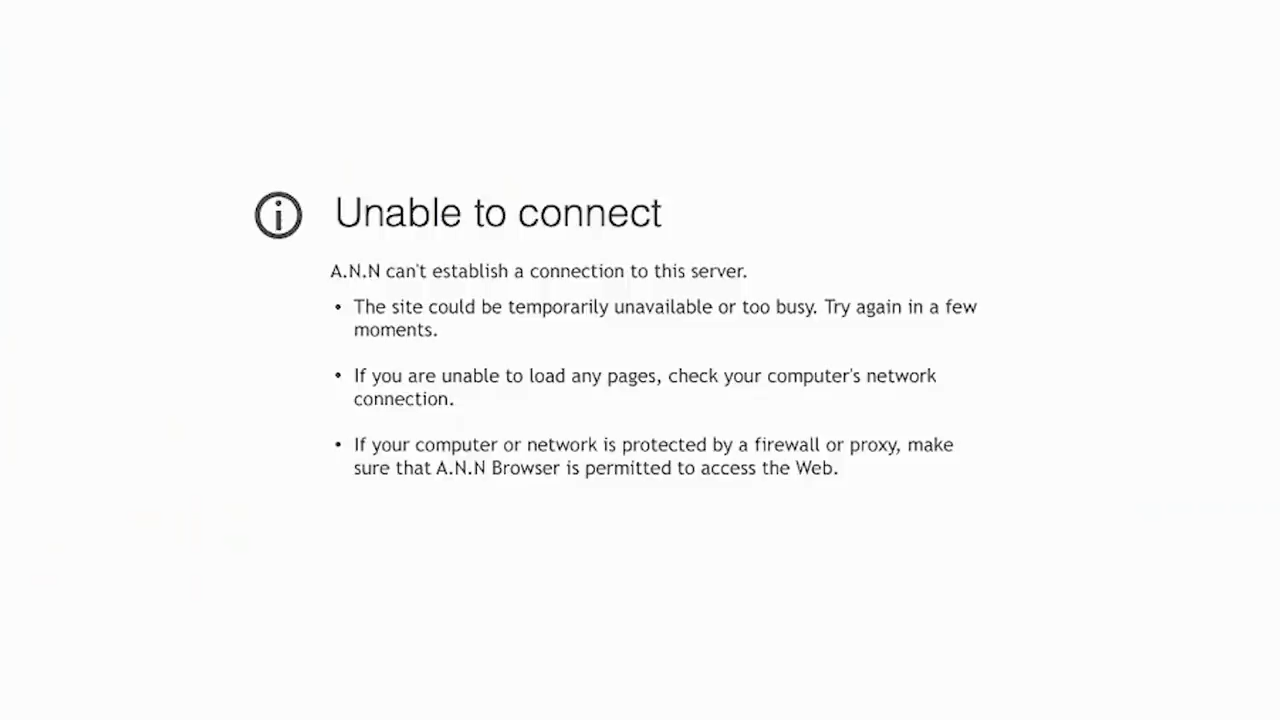 Unable to connect
A.N.N can't establish a connection to this server.
• The site could be temporarily unavailable or too busy. Try again in a few
moments.
• If you are unable to load any pages, check your computer's network
connection.
• If your computer or network is protected by a firewall or proxy, make
sure that A.N.N Browser is permitted to access the Web.